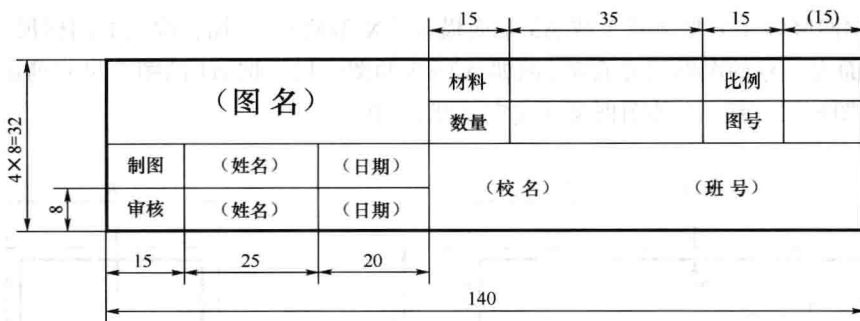 15 35 15 (15)
(图 名) 材料 比例
数量 图号
4×8=32
制图 (姓名) (日期)
(校 名) (班 号)
8 审核 (姓名) (日期)
15 25 20
140